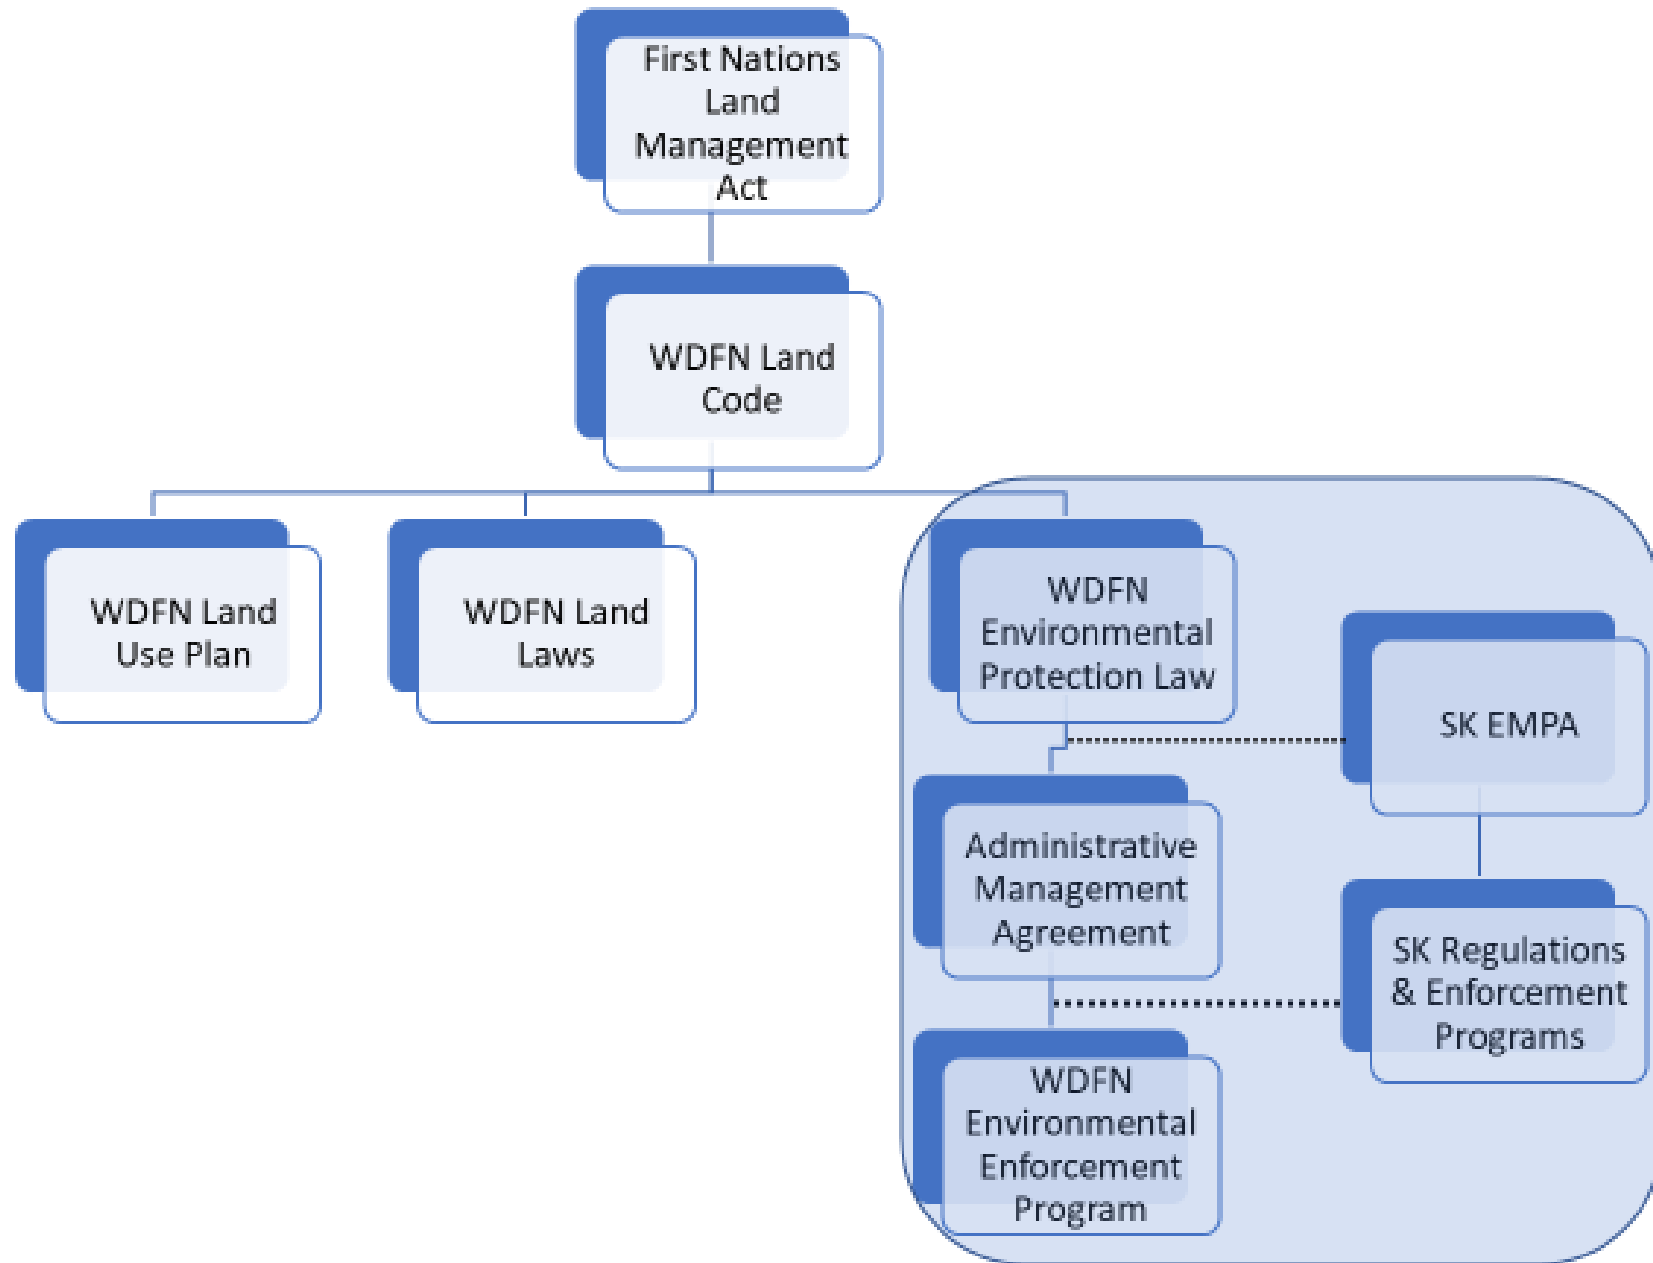 First Nations
Land
Management
Act
WDFN Land
Code
WDFN Land
Use Plan
WDFN Land
Laws
WDFN
Environmental
Protection Law
SK EMPA
Administrative
Management
Agreement
SK Regulations
& Enforcement
Programs
WDFN
Environmental
Enforcement
Program